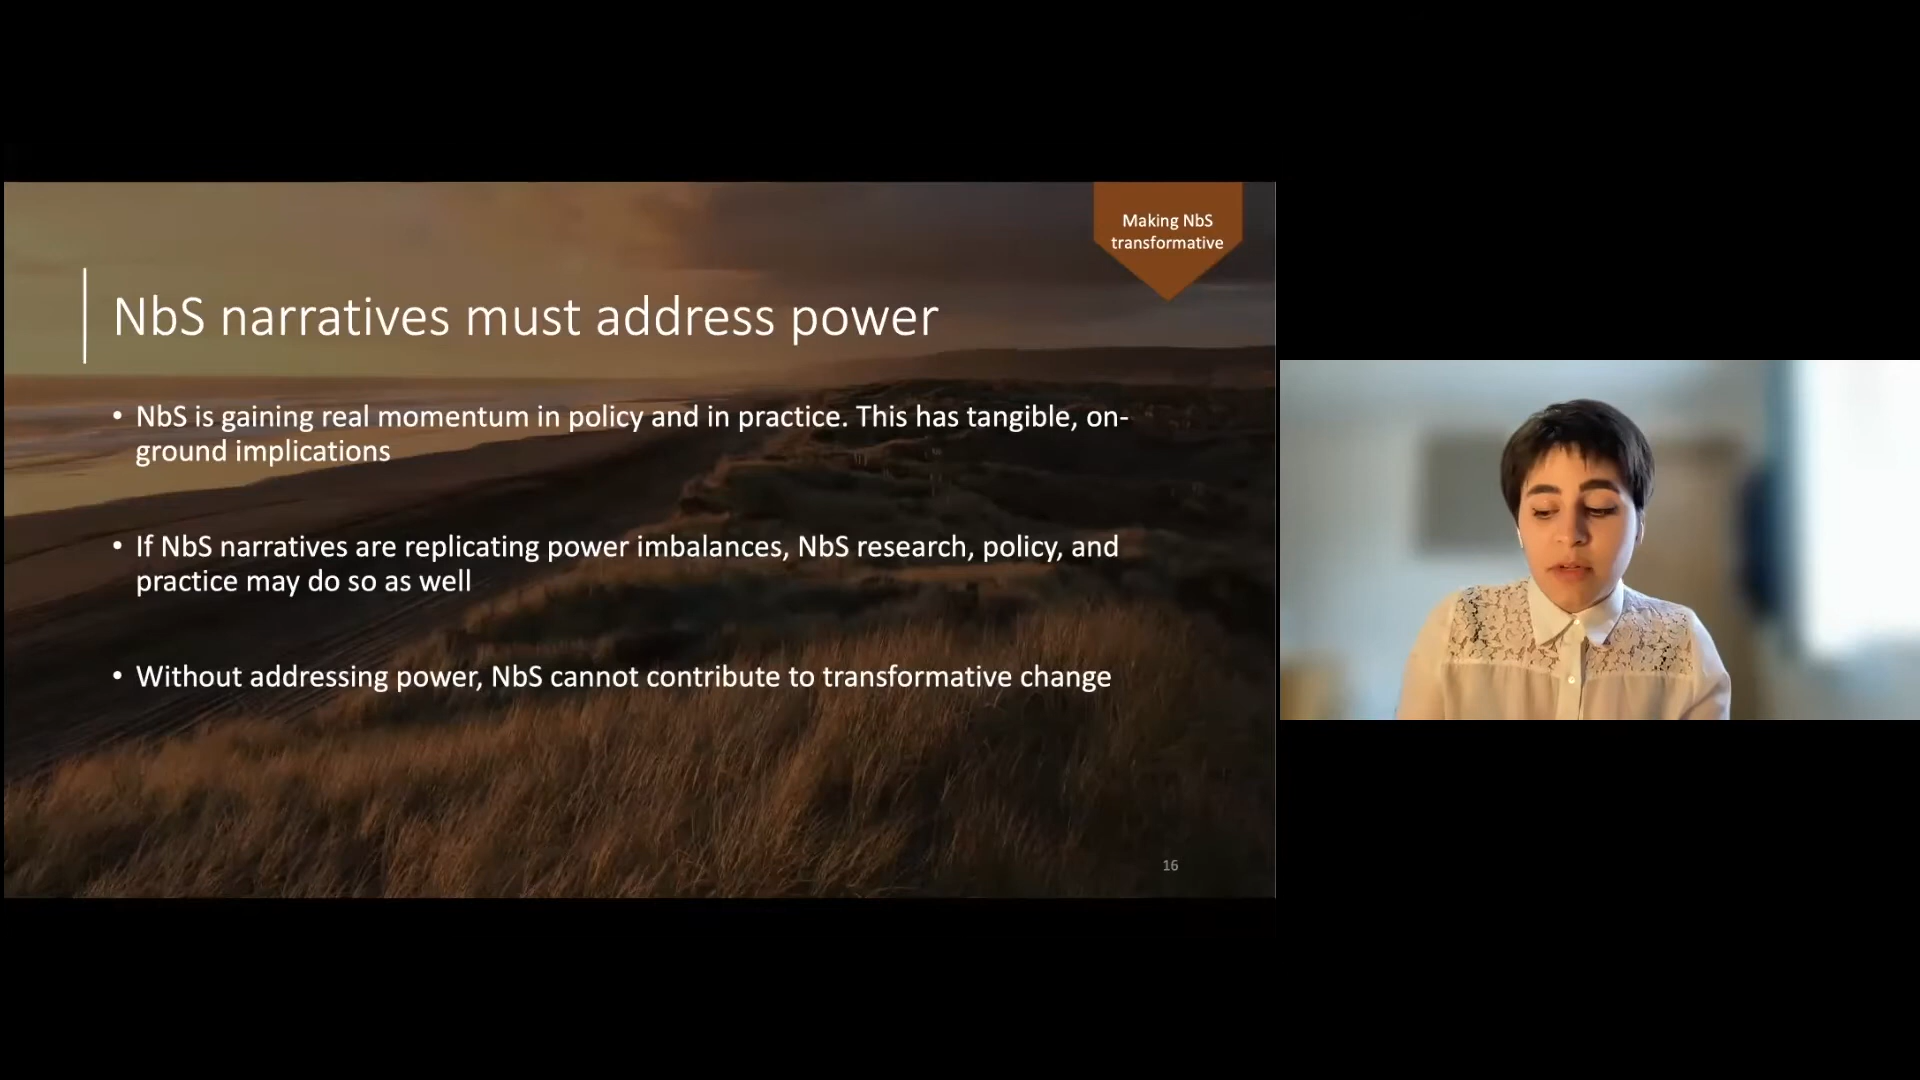 Making NbS
transformative
NbS narratives must address power
• NbS is gaining real momentum in policy and in practice. This has tangible, on-
ground implications
• If NbS narratives are replicating power imbalances, NbS research, policy, and
practice may do so as well
• Without addressing power, NbS cannot contribute to transformative change
16